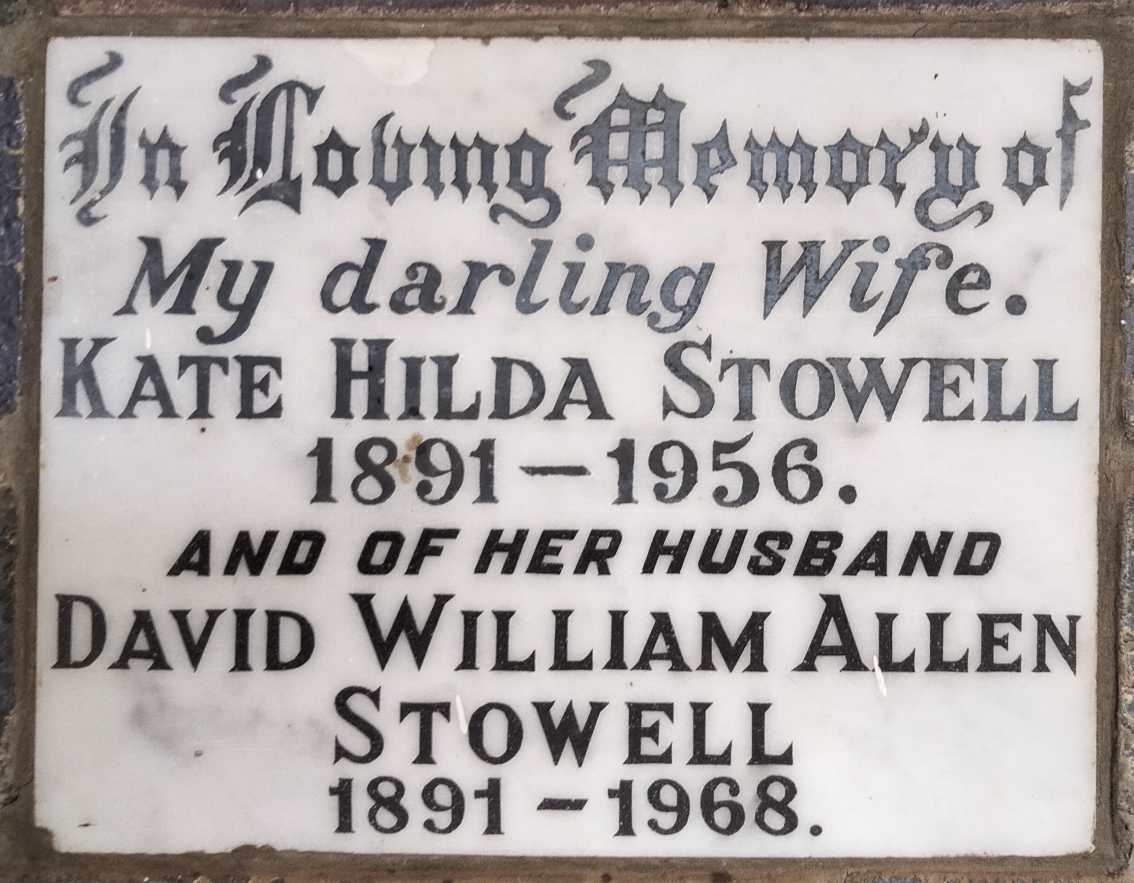 In Loving Memory of
My darling Wife.
KATE HILDA STOWELL
1891 – 1956.
AND OF HER HUSBAND
DAVID WILLIAM ALLEN
STOWELL
1891 – 1968.